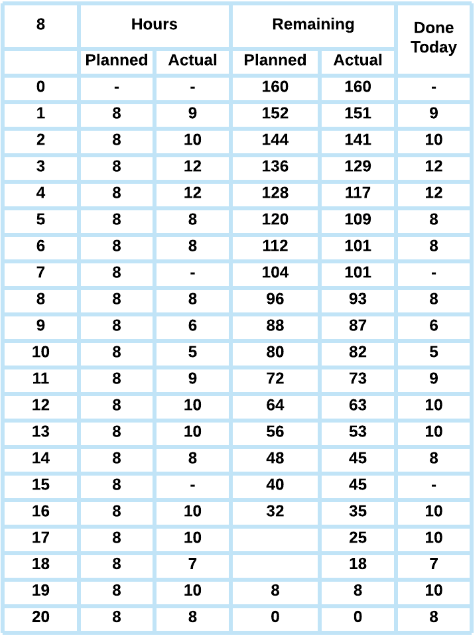 8 Hours Remaining Done Today
Planned Actual Planned Actual
0 - - 160 160 -
1 8 9 152 151 9
2 8 10 144 141 10
3 8 12 136 129 12
4 8 12 128 117 12
5 8 8 120 109 8
6 8 8 112 101 8
7 8 - 104 101 -
8 8 8 96 93 8
9 8 6 88 87 6
10 8 5 80 82 5
11 8 9 72 73 9
12 8 10 64 63 10
13 8 10 56 53 10
14 8 8 48 45 8
15 8 - 40 45 -
16 8 10 32 35 10
17 8 10 25 10
18 8 7 18 7
19 8 10 8 8 10
20 8 8 0 0 8